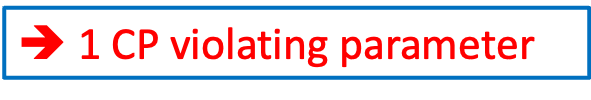 ➔ 1 CP violating parameter